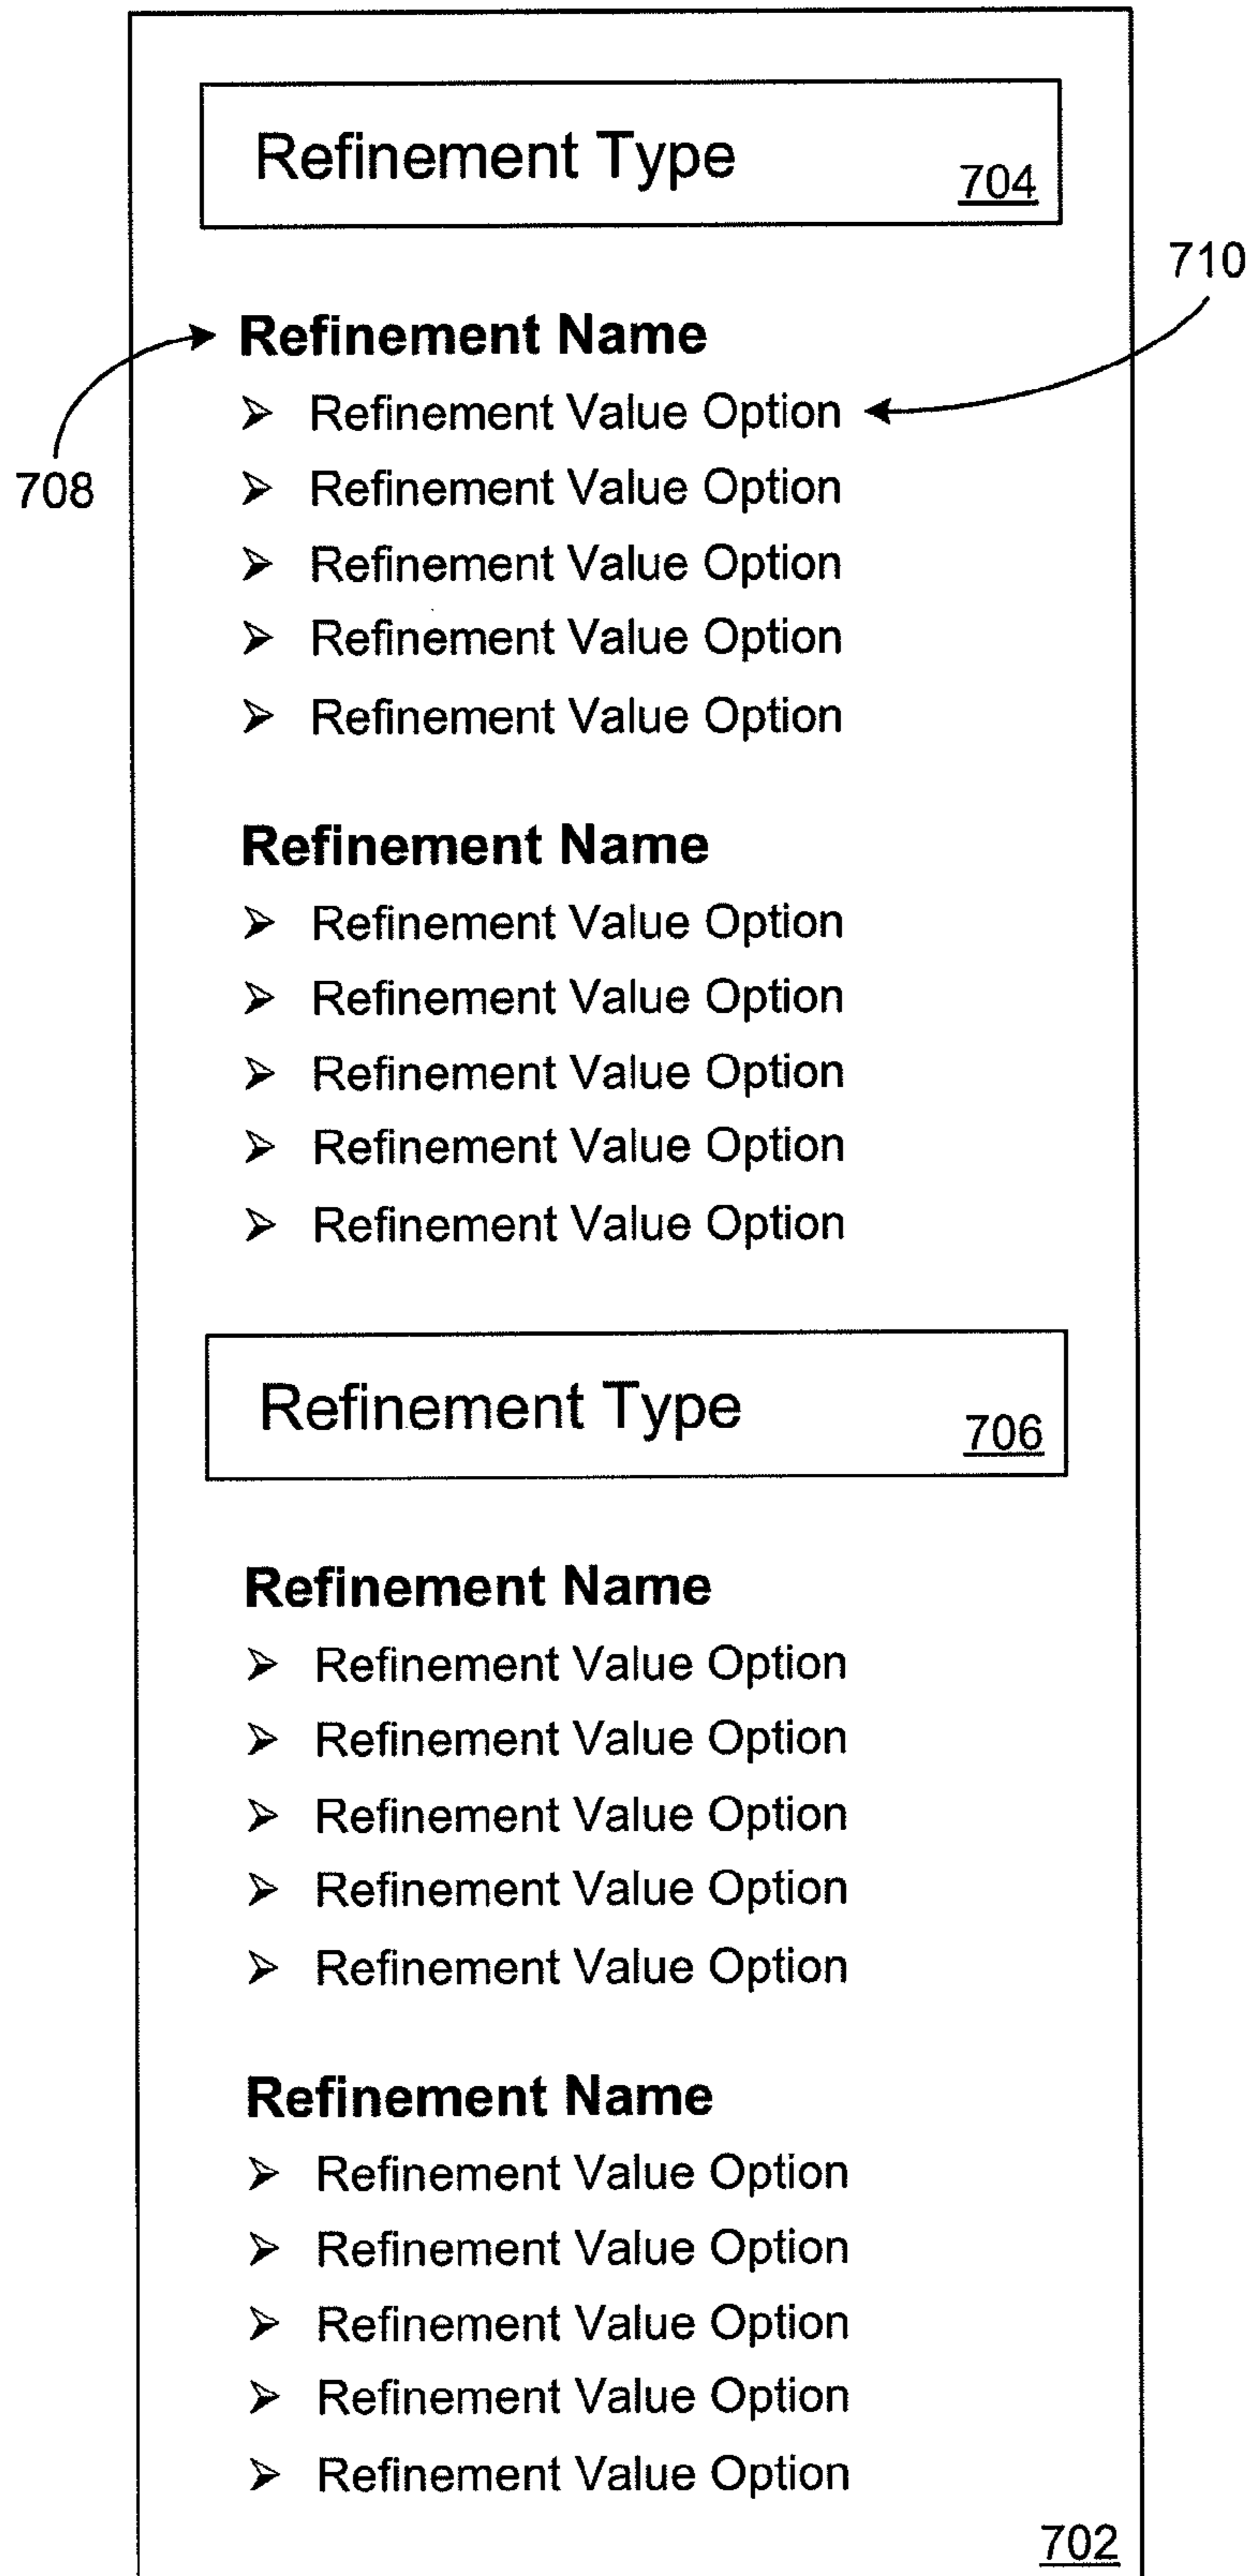 Refinement Type 704
710
Refinement Name
➢ Refinement Value Option
708
➢ Refinement Value Option
➢ Refinement Value Option
➢ Refinement Value Option
➢ Refinement Value Option
Refinement Name
➢ Refinement Value Option
➢ Refinement Value Option
➢ Refinement Value Option
➢ Refinement Value Option
➢ Refinement Value Option
Refinement Type 706
Refinement Name
➢ Refinement Value Option
➢ Refinement Value Option
➢ Refinement Value Option
➢ Refinement Value Option
➢ Refinement Value Option
Refinement Name
➢ Refinement Value Option
➢ Refinement Value Option
➢ Refinement Value Option
➢ Refinement Value Option
➢ Refinement Value Option
702